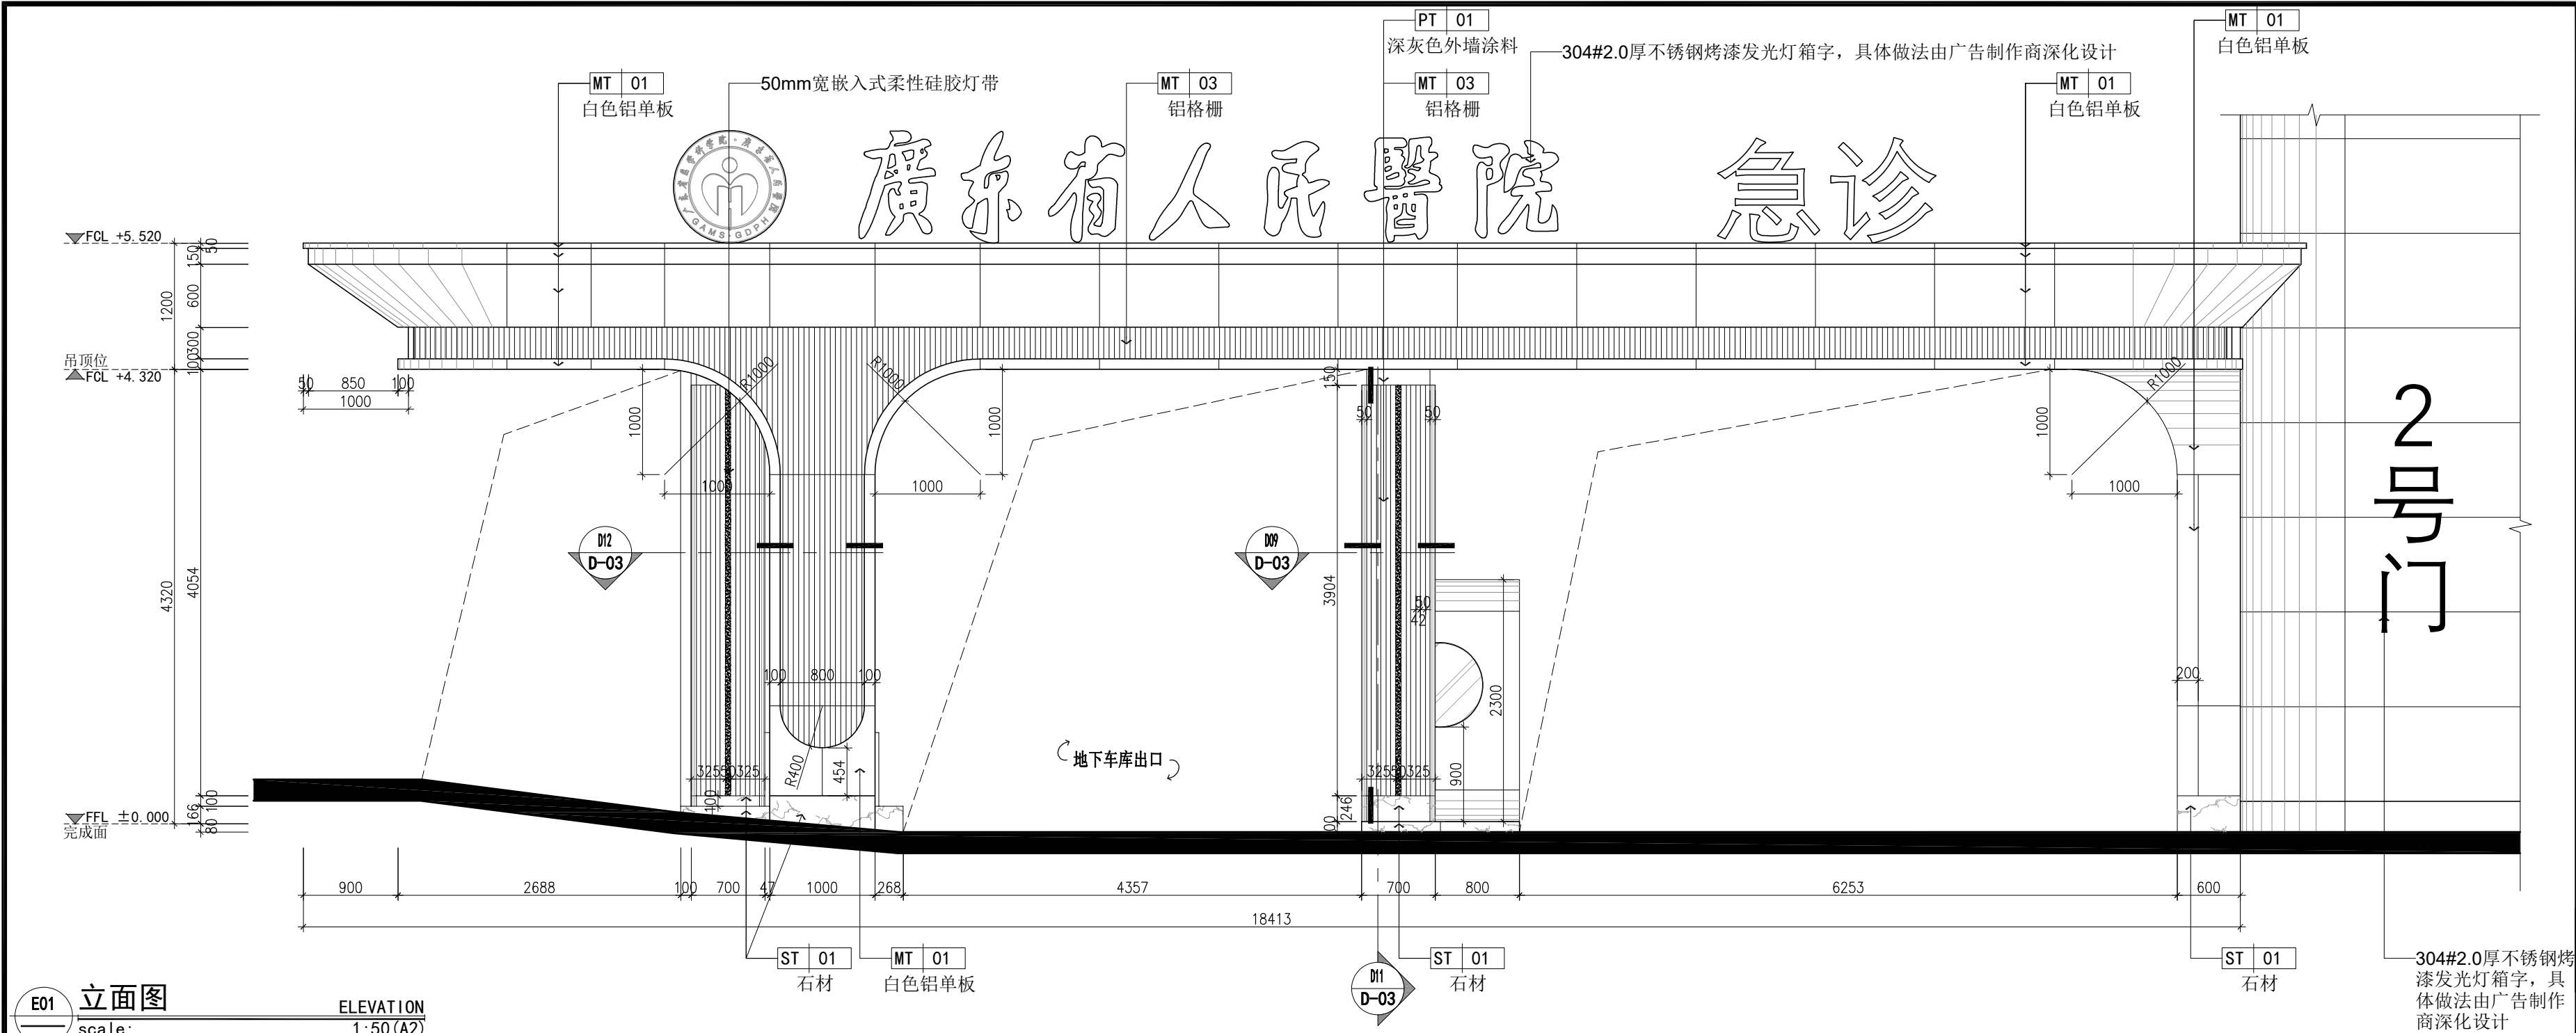 PT 01
深灰色外墙涂料
304#2.0厚不锈钢烤漆发光灯箱字，具体做法由广告制作商深化设计
MT 01
白色铝单板
MT 01
白色铝单板
50mm宽嵌入式柔性硅胶灯带
MT 03
铝格栅
MT 03
铝格栅
MT 01
白色铝单板
GAMS·GDPH
廣东省人民醫院 急诊
FCL +5.520
50
150
600
1200
300
100
吊顶位
FCL +4.320
50 850 100
1000
R1000
R1000
R1000
1000
1000
1000
1000
1000
150
50 50
2号门
D12
D-03
D09
D-03
4320
4054
3904
50
42
100 800 100
2300
200
R400
454
地下车库出口
325 50 325
325 50 325
900
100
100
166
80
246
FFL ±0.000
完成面
900 2688 100 700 47 1000 268 4357 700 800 6253 600
18413
ST 01
石材
MT 01
白色铝单板
D11
D-03
ST 01
石材
ST 01
石材
304#2.0厚不锈钢烤
漆发光灯箱字，具
体做法由广告制作
商深化设计
E01
立面图
ELEVATION
scale:
1:50(A2)